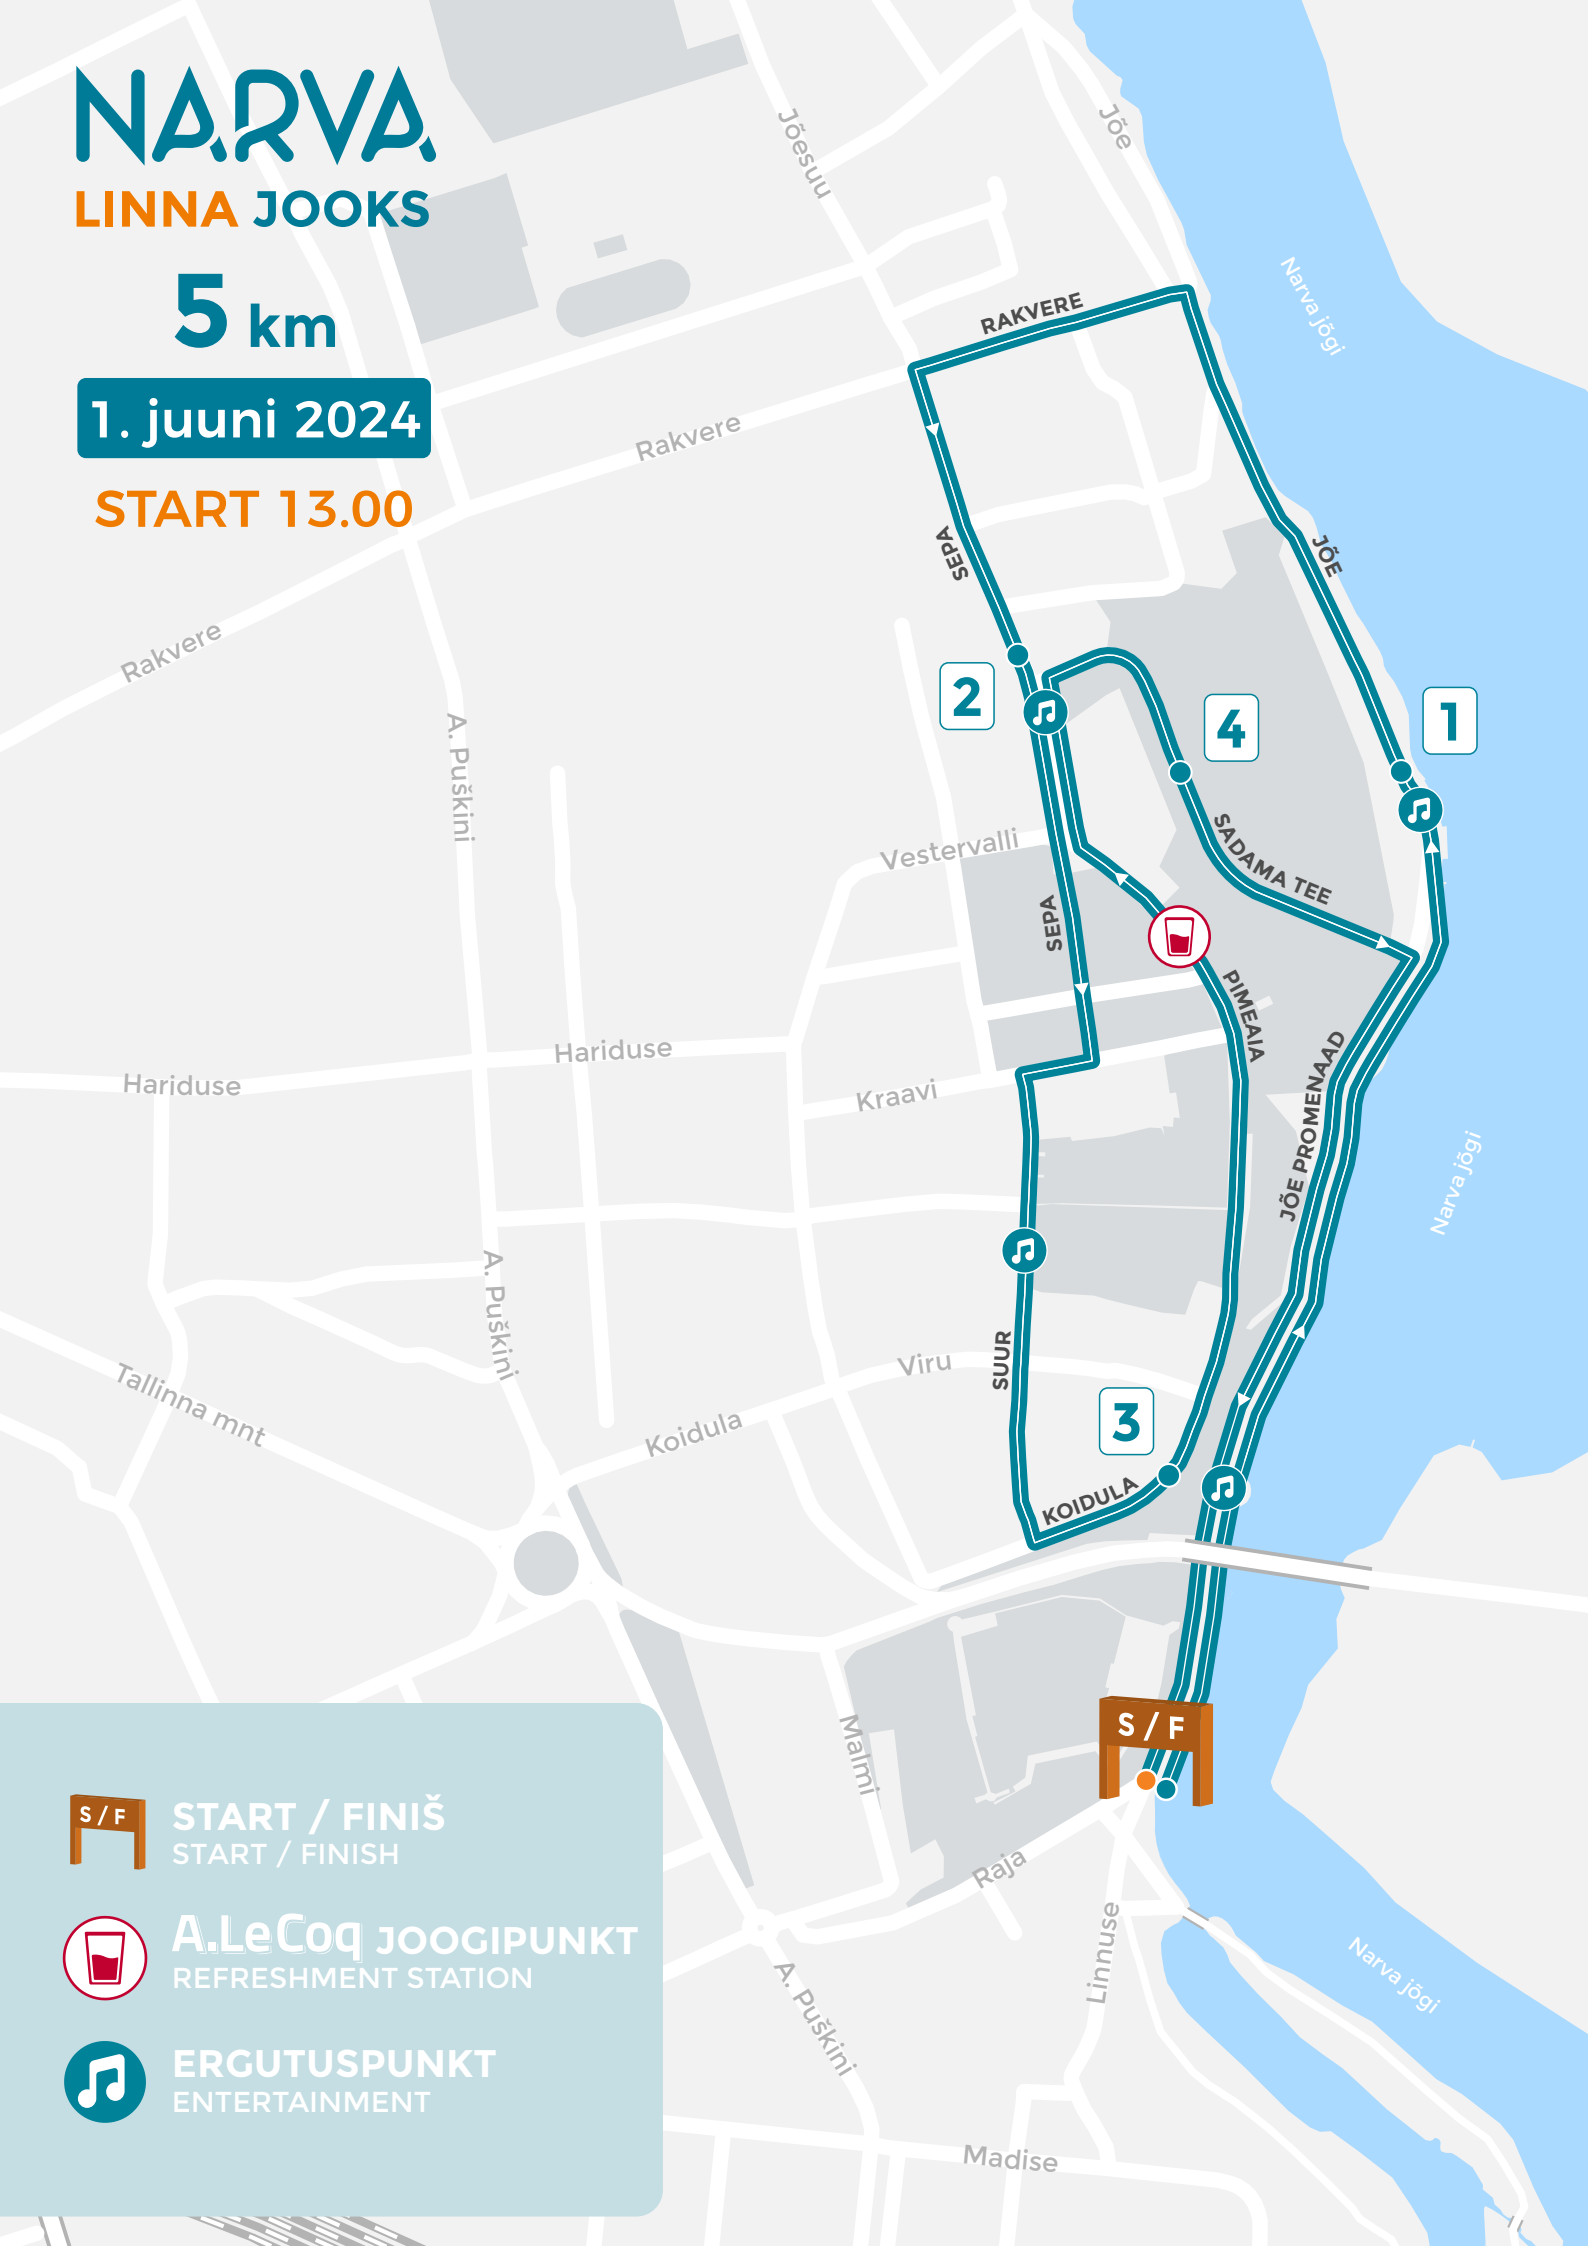 NARVA
LINNA JOOKS
5 km
1. juuni 2024
START 13.00
Jõesuu
Jõe
Narva jõgi
RAKVERE
Rakvere
Rakvere
SEPA
JÕE
2
4
1
A. Puškini
Vestervalli
SADAMA TEE
SEPA
PIMEAIA
Hariduse
Hariduse
Kraavi
JÕE PROMENAAD
Narva jõgi
A. Puškini
SUUR
Viru
Tallinna mnt
Koidula
3
KOIDULA
S / F
Malmi
Raja
Linnuse
Narva jõgi
A. Puškini
Madise
S / F
START / FINIŠ
START / FINISH
A.LeCoq JOOGIPUNKT
REFRESHMENT STATION
ERGUTUSPUNKT
ENTERTAINMENT